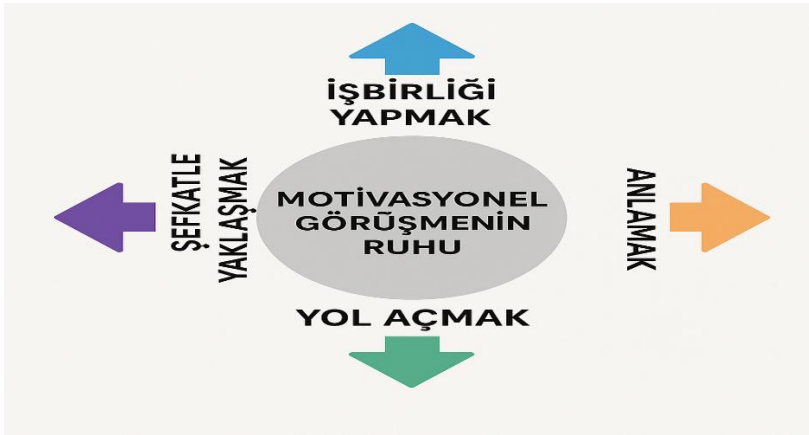 İŞBİRLİĞİ
YAPMAK
ŞEFKATLE
YAKLAŞMAK
MOTİVASYONEL
GÖRÜŞMENİN
RUHU
ANLAMAK
YOL AÇMAK